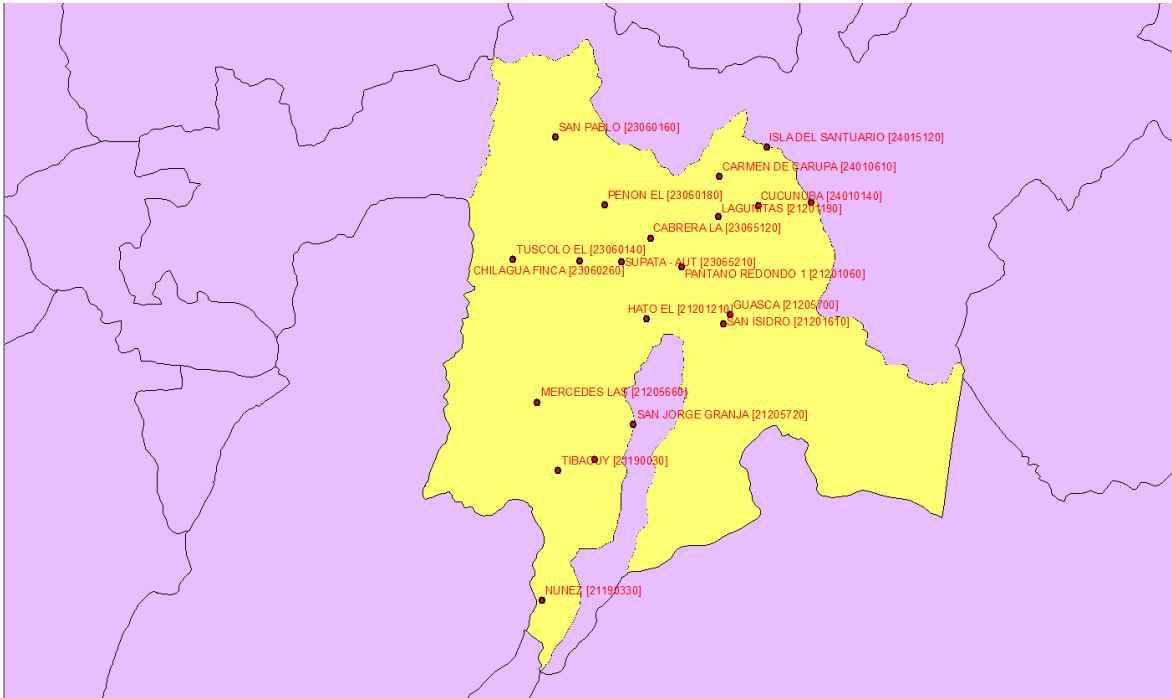 SAN PABLO [23060160]
ISLA DEL SANTUARIO [24015120]
CARMEN DE CARUPA [24010610]
PENON EL [23060180]
CUCUNUBA [24010140]
LAGUNITAS [21201190]
CABRERA LA [23065120]
TUSCOLO EL [23060140]
CHILAGUA FINCA [23060260]
SUPATA - AUT [23065210]
PANTANO REDONDO 1 [21201060]
HATO EL [21201210]
GUASCA [21205700]
SAN ISIDRO [21201610]
MERCEDES LAS [21205660]
SAN JORGE GRANJA [21205720]
TIBACUY [21190030]
NUNEZ [21190330]